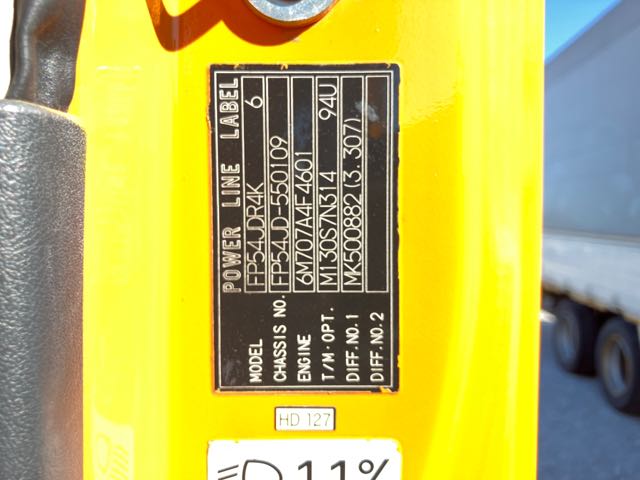 POWER LINE LABEL
MODEL FP54JDR4K 6
CHASSIS NO. FP54JD-550109
ENGINE 6M707A4F4601
T/M·OPT. M130S7N314 94U
DIFF.NO.1 MK500882(3.307)
DIFF.NO.2
HD 127
11%